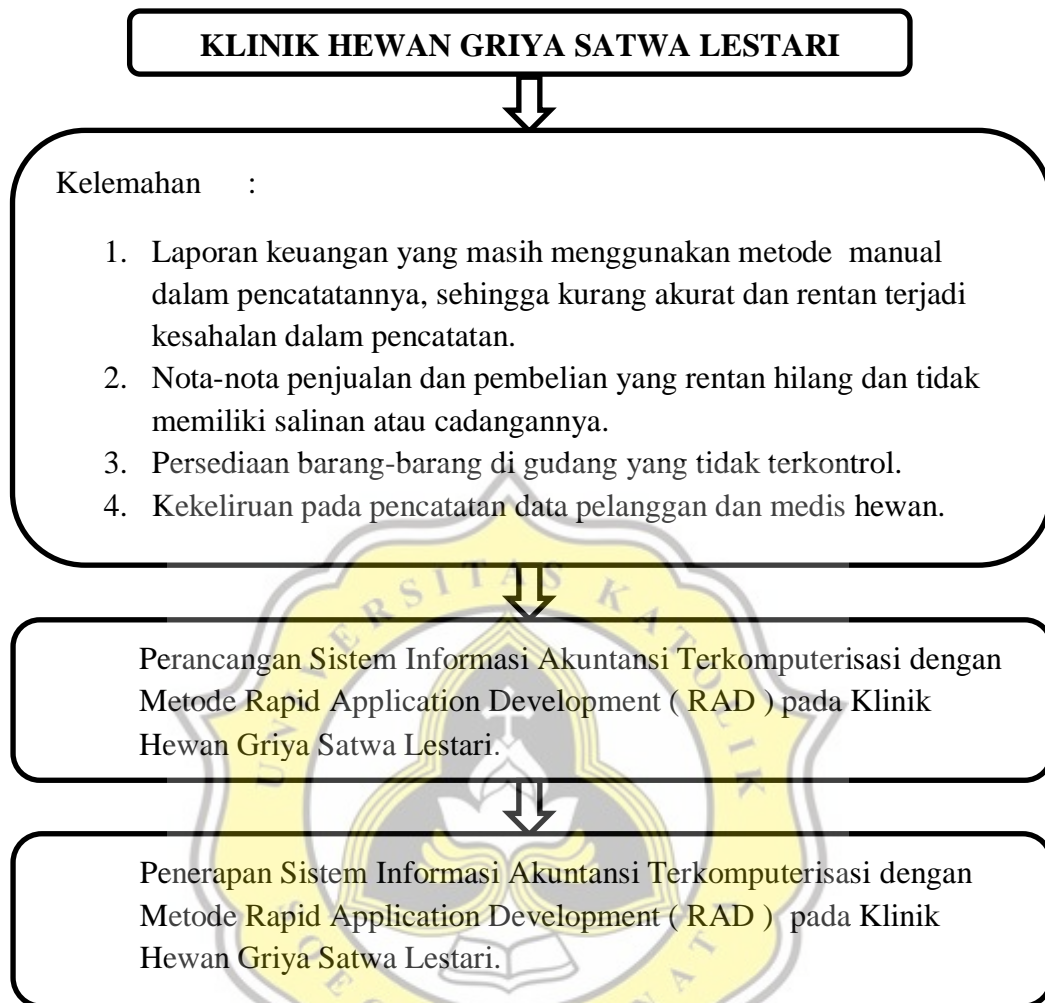 KLINIK HEWAN GRIYA SATWA LESTARI
Kelemahan :
1. Laporan keuangan yang masih menggunakan metode manual
dalam pencatatannya, sehingga kurang akurat dan rentan terjadi
kesahalan dalam pencatatan.
2. Nota-nota penjualan dan pembelian yang rentan hilang dan tidak
memiliki salinan atau cadangannya.
3. Persediaan barang-barang di gudang yang tidak terkontrol.
4. Kekeliruan pada pencatatan data pelanggan dan medis hewan.
UNIVERSITAS KATOLIK
Perancangan Sistem Informasi Akuntansi Terkomputerisasi dengan
Metode Rapid Application Development ( RAD ) pada Klinik
Hewan Griya Satwa Lestari.
Penerapan Sistem Informasi Akuntansi Terkomputerisasi dengan
Metode Rapid Application Development ( RAD ) pada Klinik
Hewan Griya Satwa Lestari.